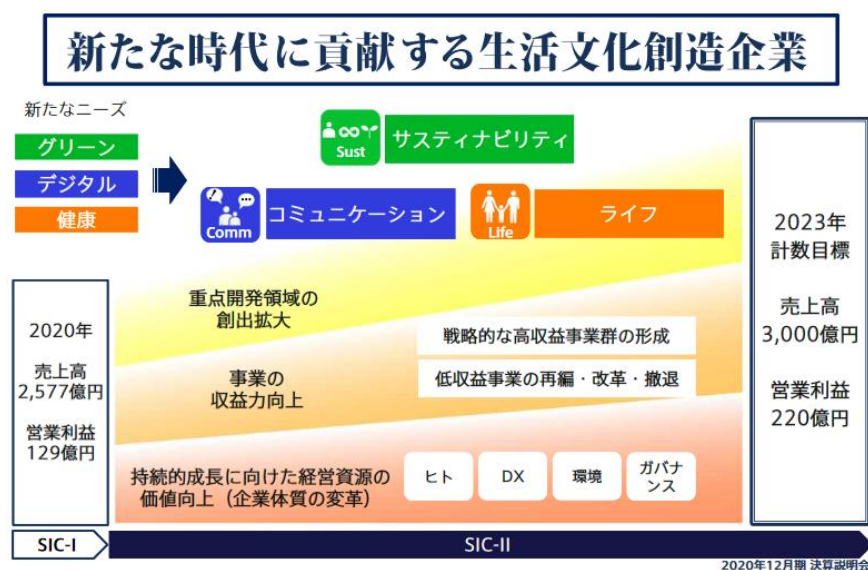 新たな時代に貢献する生活文化創造企業
新たなニーズ
グリーン
デジタル
健康
Sust
サスティナビリティ
Comm
コミュニケーション
Life
ライフ
2020年
売上高
2,577億円
営業利益
129億円
重点開発領域の
創出拡大
事業の
収益力向上
戦略的な高収益事業群の形成
低収益事業の再編・改革・撤退
持続的成長に向けた経営資源の
価値向上（企業体質の変革）
ヒト
DX
環境
ガバナ
ンス
2023年
計数目標
売上高
3,000億円
営業利益
220億円
SIC-I
SIC-II
2020年12月期 決算説明会